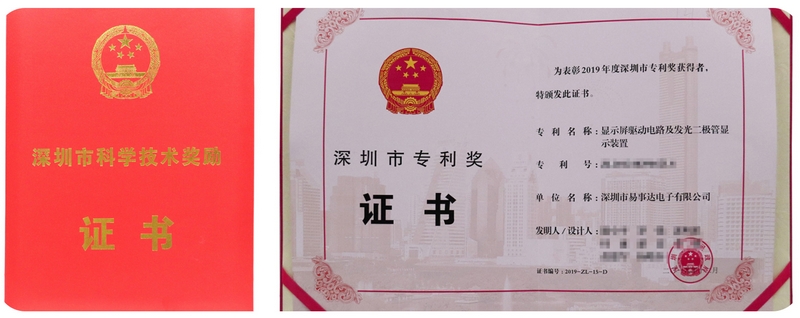 深圳市科学技术奖励
证书
深圳市专利奖
证书
为表彰2019年度深圳市专利奖获得者，
特颁发此证书。
专利名称：显示屏驱动电路及发光二极管显
示装置
专利号：
单位名称：深圳市易事达电子有限公司
发明人/设计人：
证书编号：2019-ZL-15-D